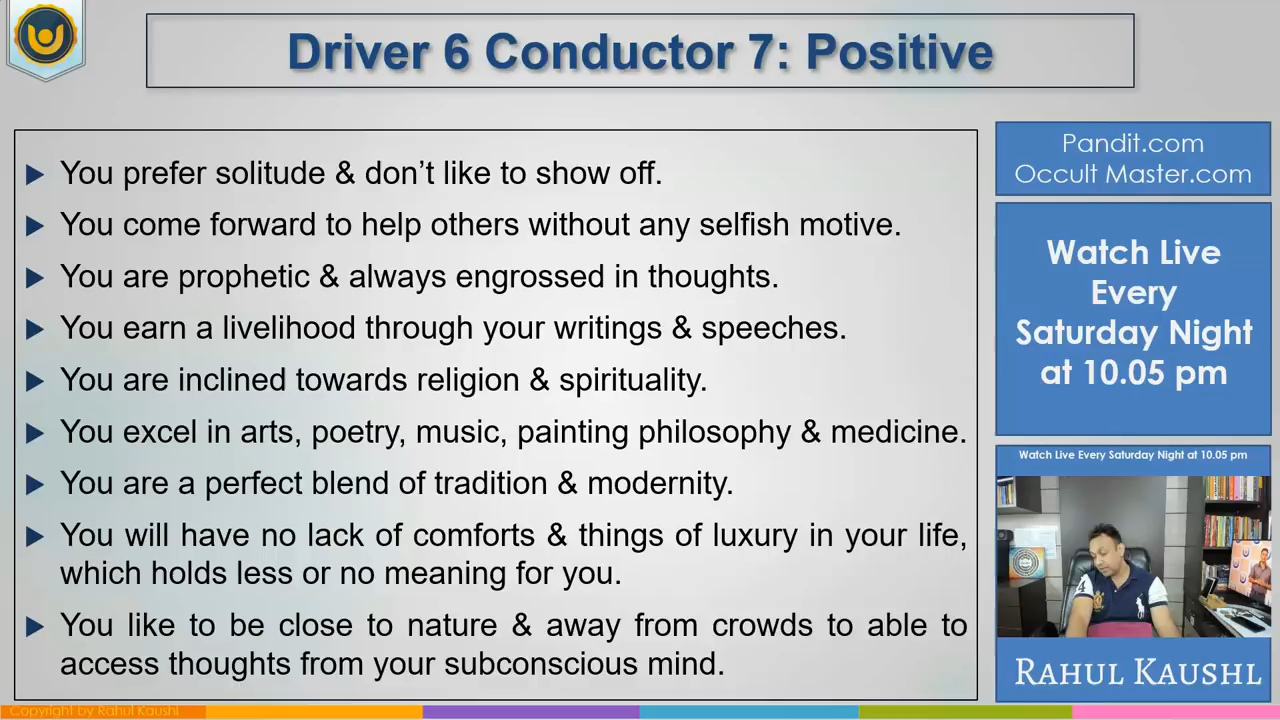 Driver 6 Conductor 7: Positive
You prefer solitude & don't like to show off.
You come forward to help others without any selfish motive.
You are prophetic & always engrossed in thoughts.
You earn a livelihood through your writings & speeches.
You are inclined towards religion & spirituality.
You excel in arts, poetry, music, painting philosophy & medicine.
You are a perfect blend of tradition & modernity.
You will have no lack of comforts & things of luxury in your life,
which holds less or no meaning for you.
You like to be close to nature & away from crowds to able to
access thoughts from your subconscious mind.
Pandit.com
Occult Master.com
Watch Live
Every
Saturday Night
at 10.05 pm
Watch Live Every Saturday Night at 10.05 pm
4
RAHUL KAUSHL
Copyright by Rahul Kaushl